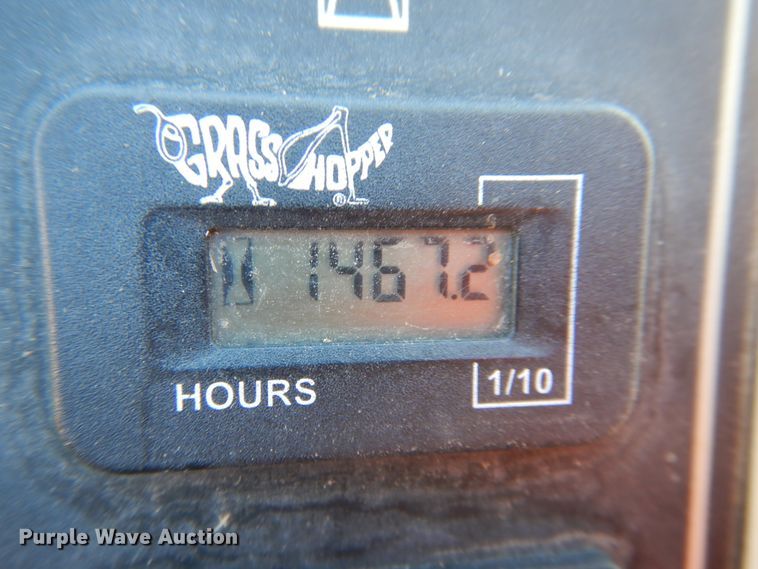 GRASSHOPPER®
1467.2
HOURS
1/10
Purple Wave Auction®